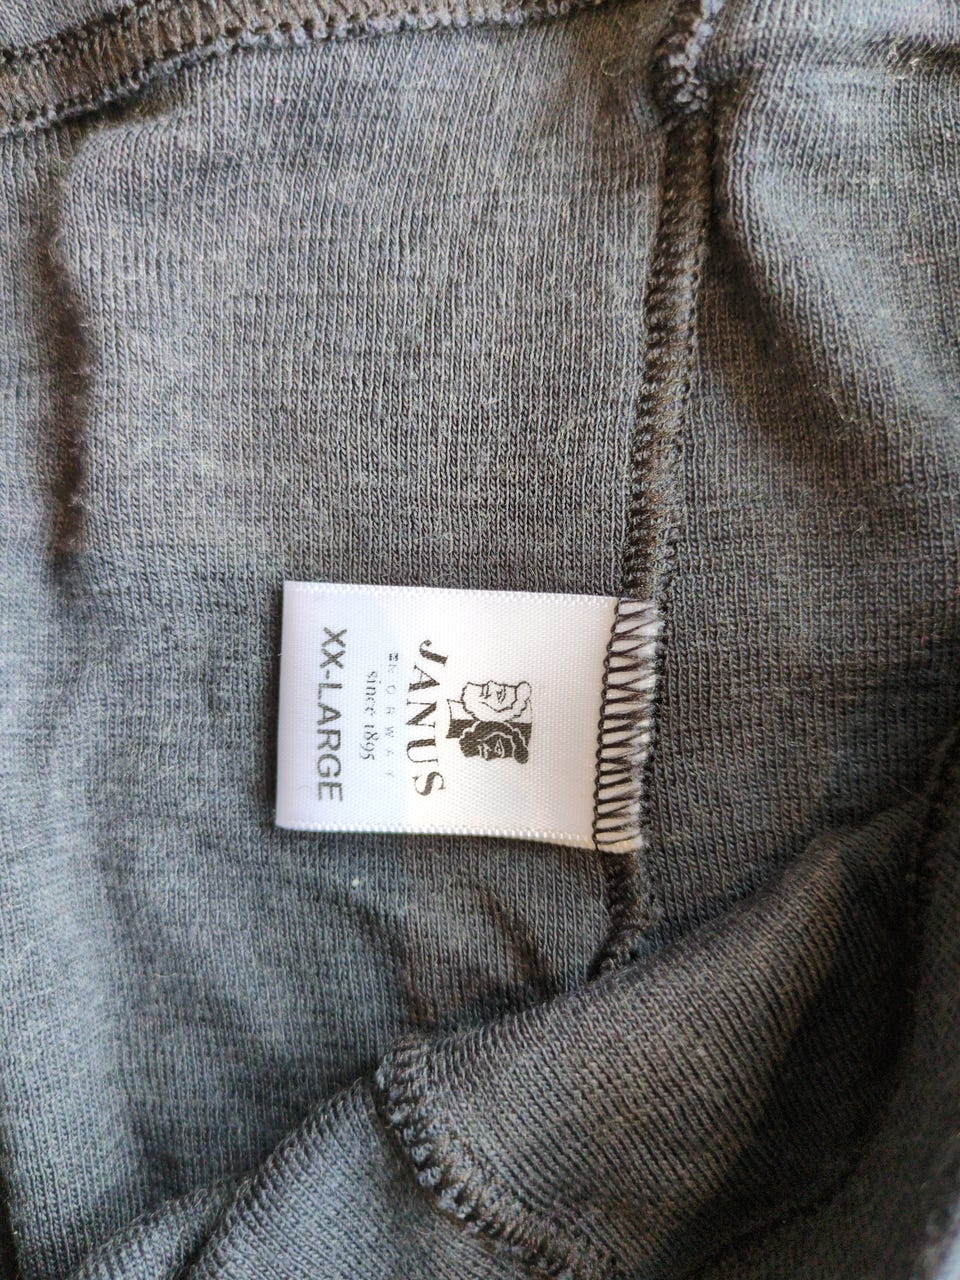 JANUS
NORWAY
since 1895
XX-LARGE